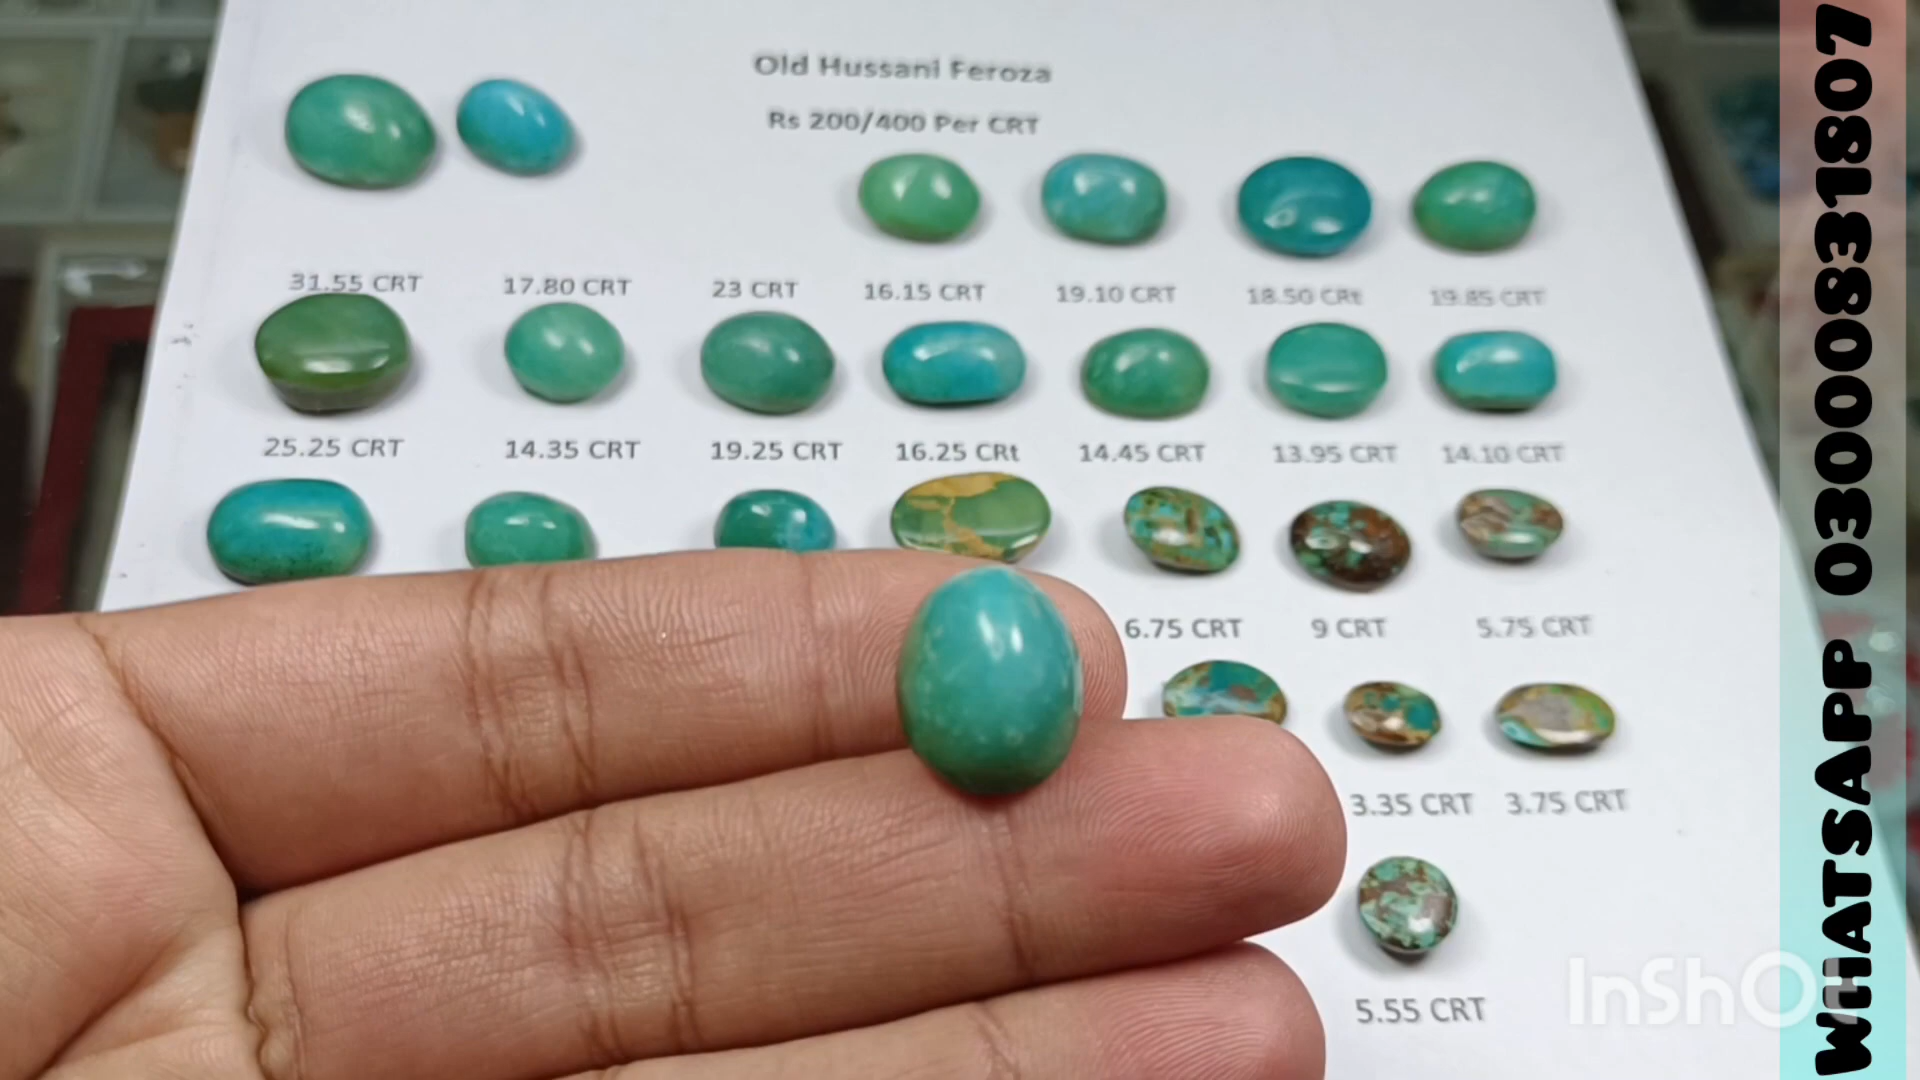 Old Hussani Feroza
Rs 200/400 Per CRT
31.55 CRT 17.80 CRT 23 CRT 16.15 CRT 19.10 CRT 18.50 CRt 19.85 CRT
25.25 CRT 14.35 CRT 19.25 CRT 16.25 CRt 14.45 CRT 13.95 CRT 14.10 CRT
6.75 CRT 9 CRT 5.75 CRT
3.35 CRT 3.75 CRT
5.55 CRT
WHATSAPP 03000831807
InShOt